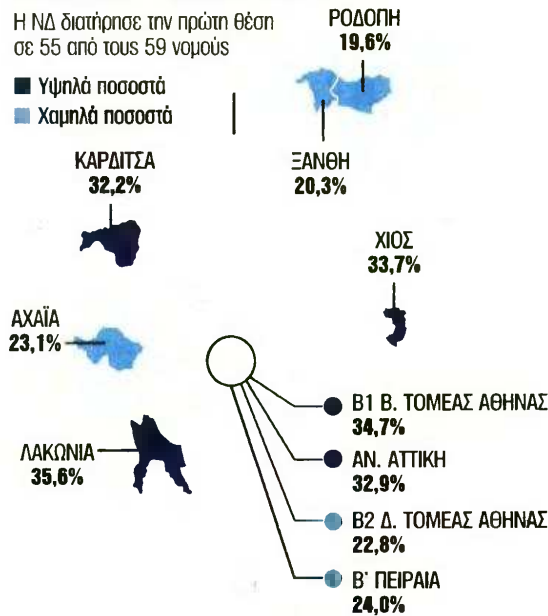 Η ΝΔ διατήρησε την πρώτη θέση
σε 55 από τους 59 νομούς
Υψηλά ποσοστά
Χαμηλά ποσοστά
ΡΟΔΟΠΗ
19,6%
ΞΑΝΘΗ
20,3%
ΚΑΡΔΙΤΣΑ
32,2%
ΧΙΟΣ
33,7%
ΑΧΑΪΑ
23,1%
ΛΑΚΩΝΙΑ
35,6%
Β1 Β. ΤΟΜΕΑΣ ΑΘΗΝΑΣ
34,7%
ΑΝ. ΑΤΤΙΚΗ
32,9%
Β2 Δ. ΤΟΜΕΑΣ ΑΘΗΝΑΣ
22,8%
Β' ΠΕΙΡΑΙΑ
24,0%